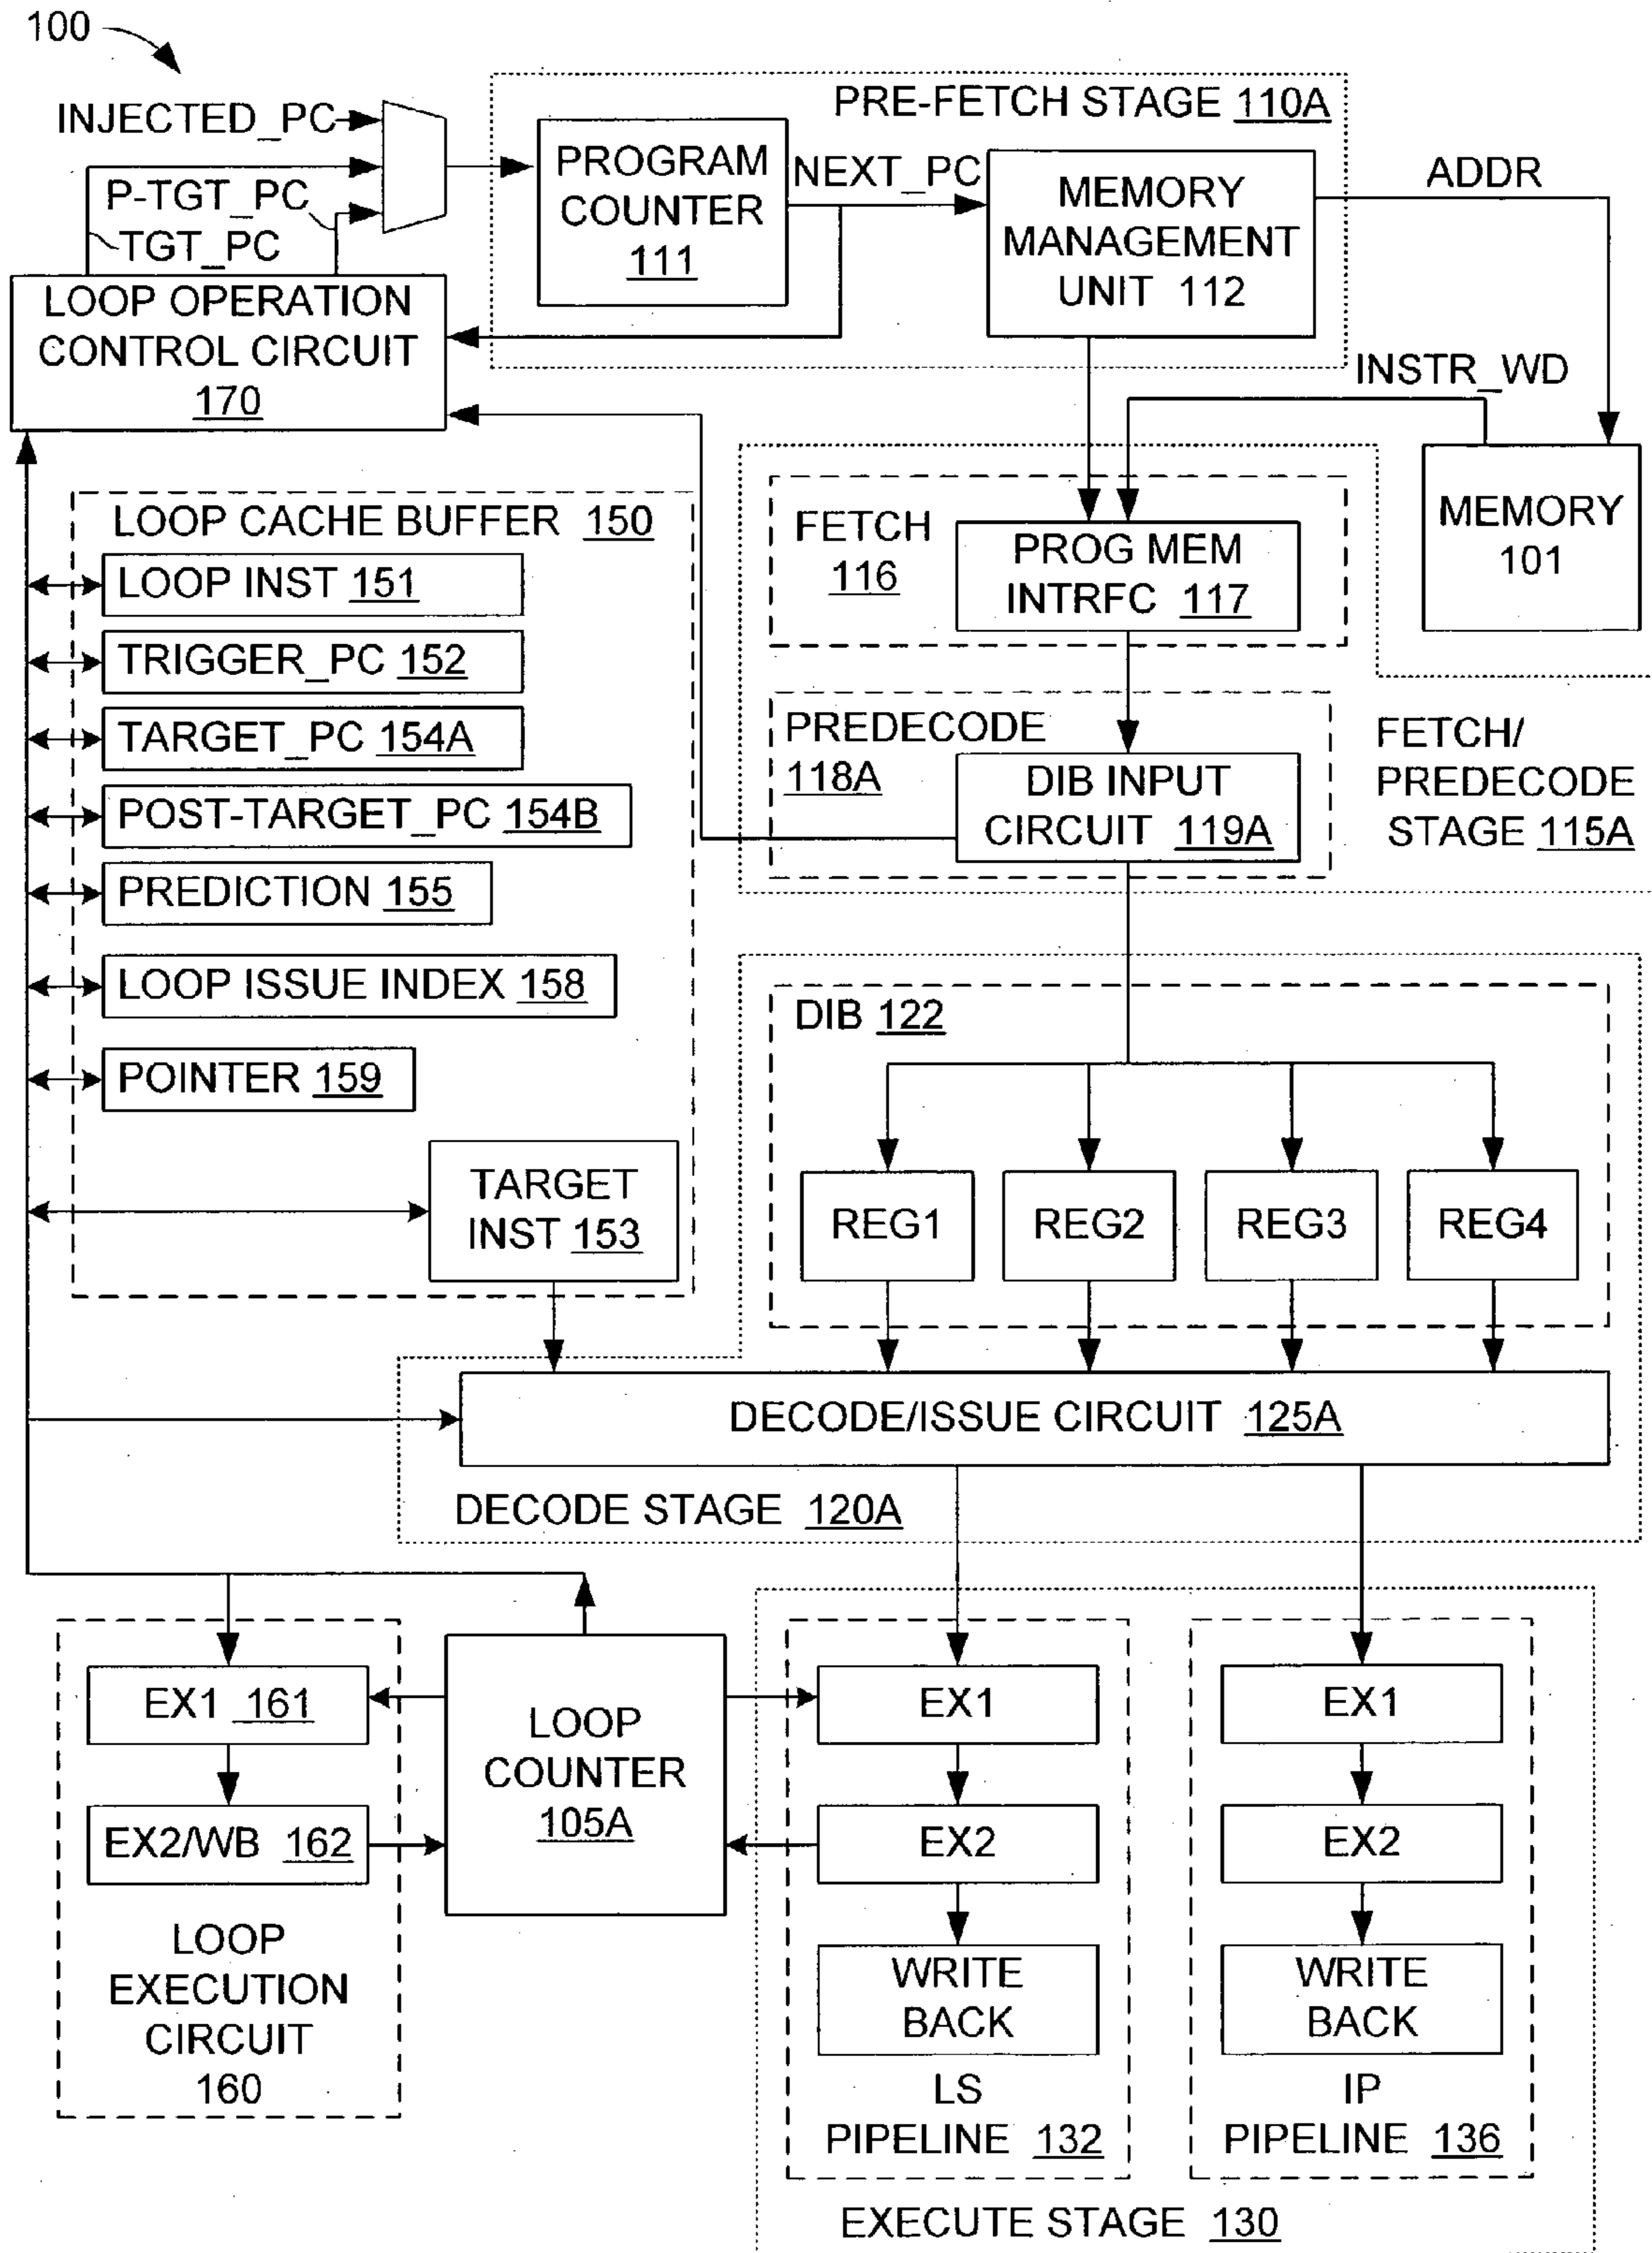 100
INJECTED_PC
P-TGT_PC
TGT_PC
LOOP OPERATION
CONTROL CIRCUIT
170
PRE-FETCH STAGE 110A
PROGRAM
COUNTER
111
NEXT_PC
MEMORY
MANAGEMENT
UNIT 112
ADDR
INSTR_WD
MEMORY
101
FETCH
116
PROG MEM
INTRFC 117
PREDECODE
118A
DIB INPUT
CIRCUIT 119A
FETCH/
PREDECODE
STAGE 115A
LOOP CACHE BUFFER 150
LOOP INST 151
TRIGGER_PC 152
TARGET_PC 154A
POST-TARGET_PC 154B
PREDICTION 155
LOOP ISSUE INDEX 158
POINTER 159
TARGET
INST 153
DIB 122
REG1
REG2
REG3
REG4
DECODE/ISSUE CIRCUIT 125A
DECODE STAGE 120A
EX1 161
EX2/WB 162
LOOP
EXECUTION
CIRCUIT
160
LOOP
COUNTER
105A
EX1
EX2
WRITE
BACK
LS
PIPELINE 132
EX1
EX2
WRITE
BACK
IP
PIPELINE 136
EXECUTE STAGE 130